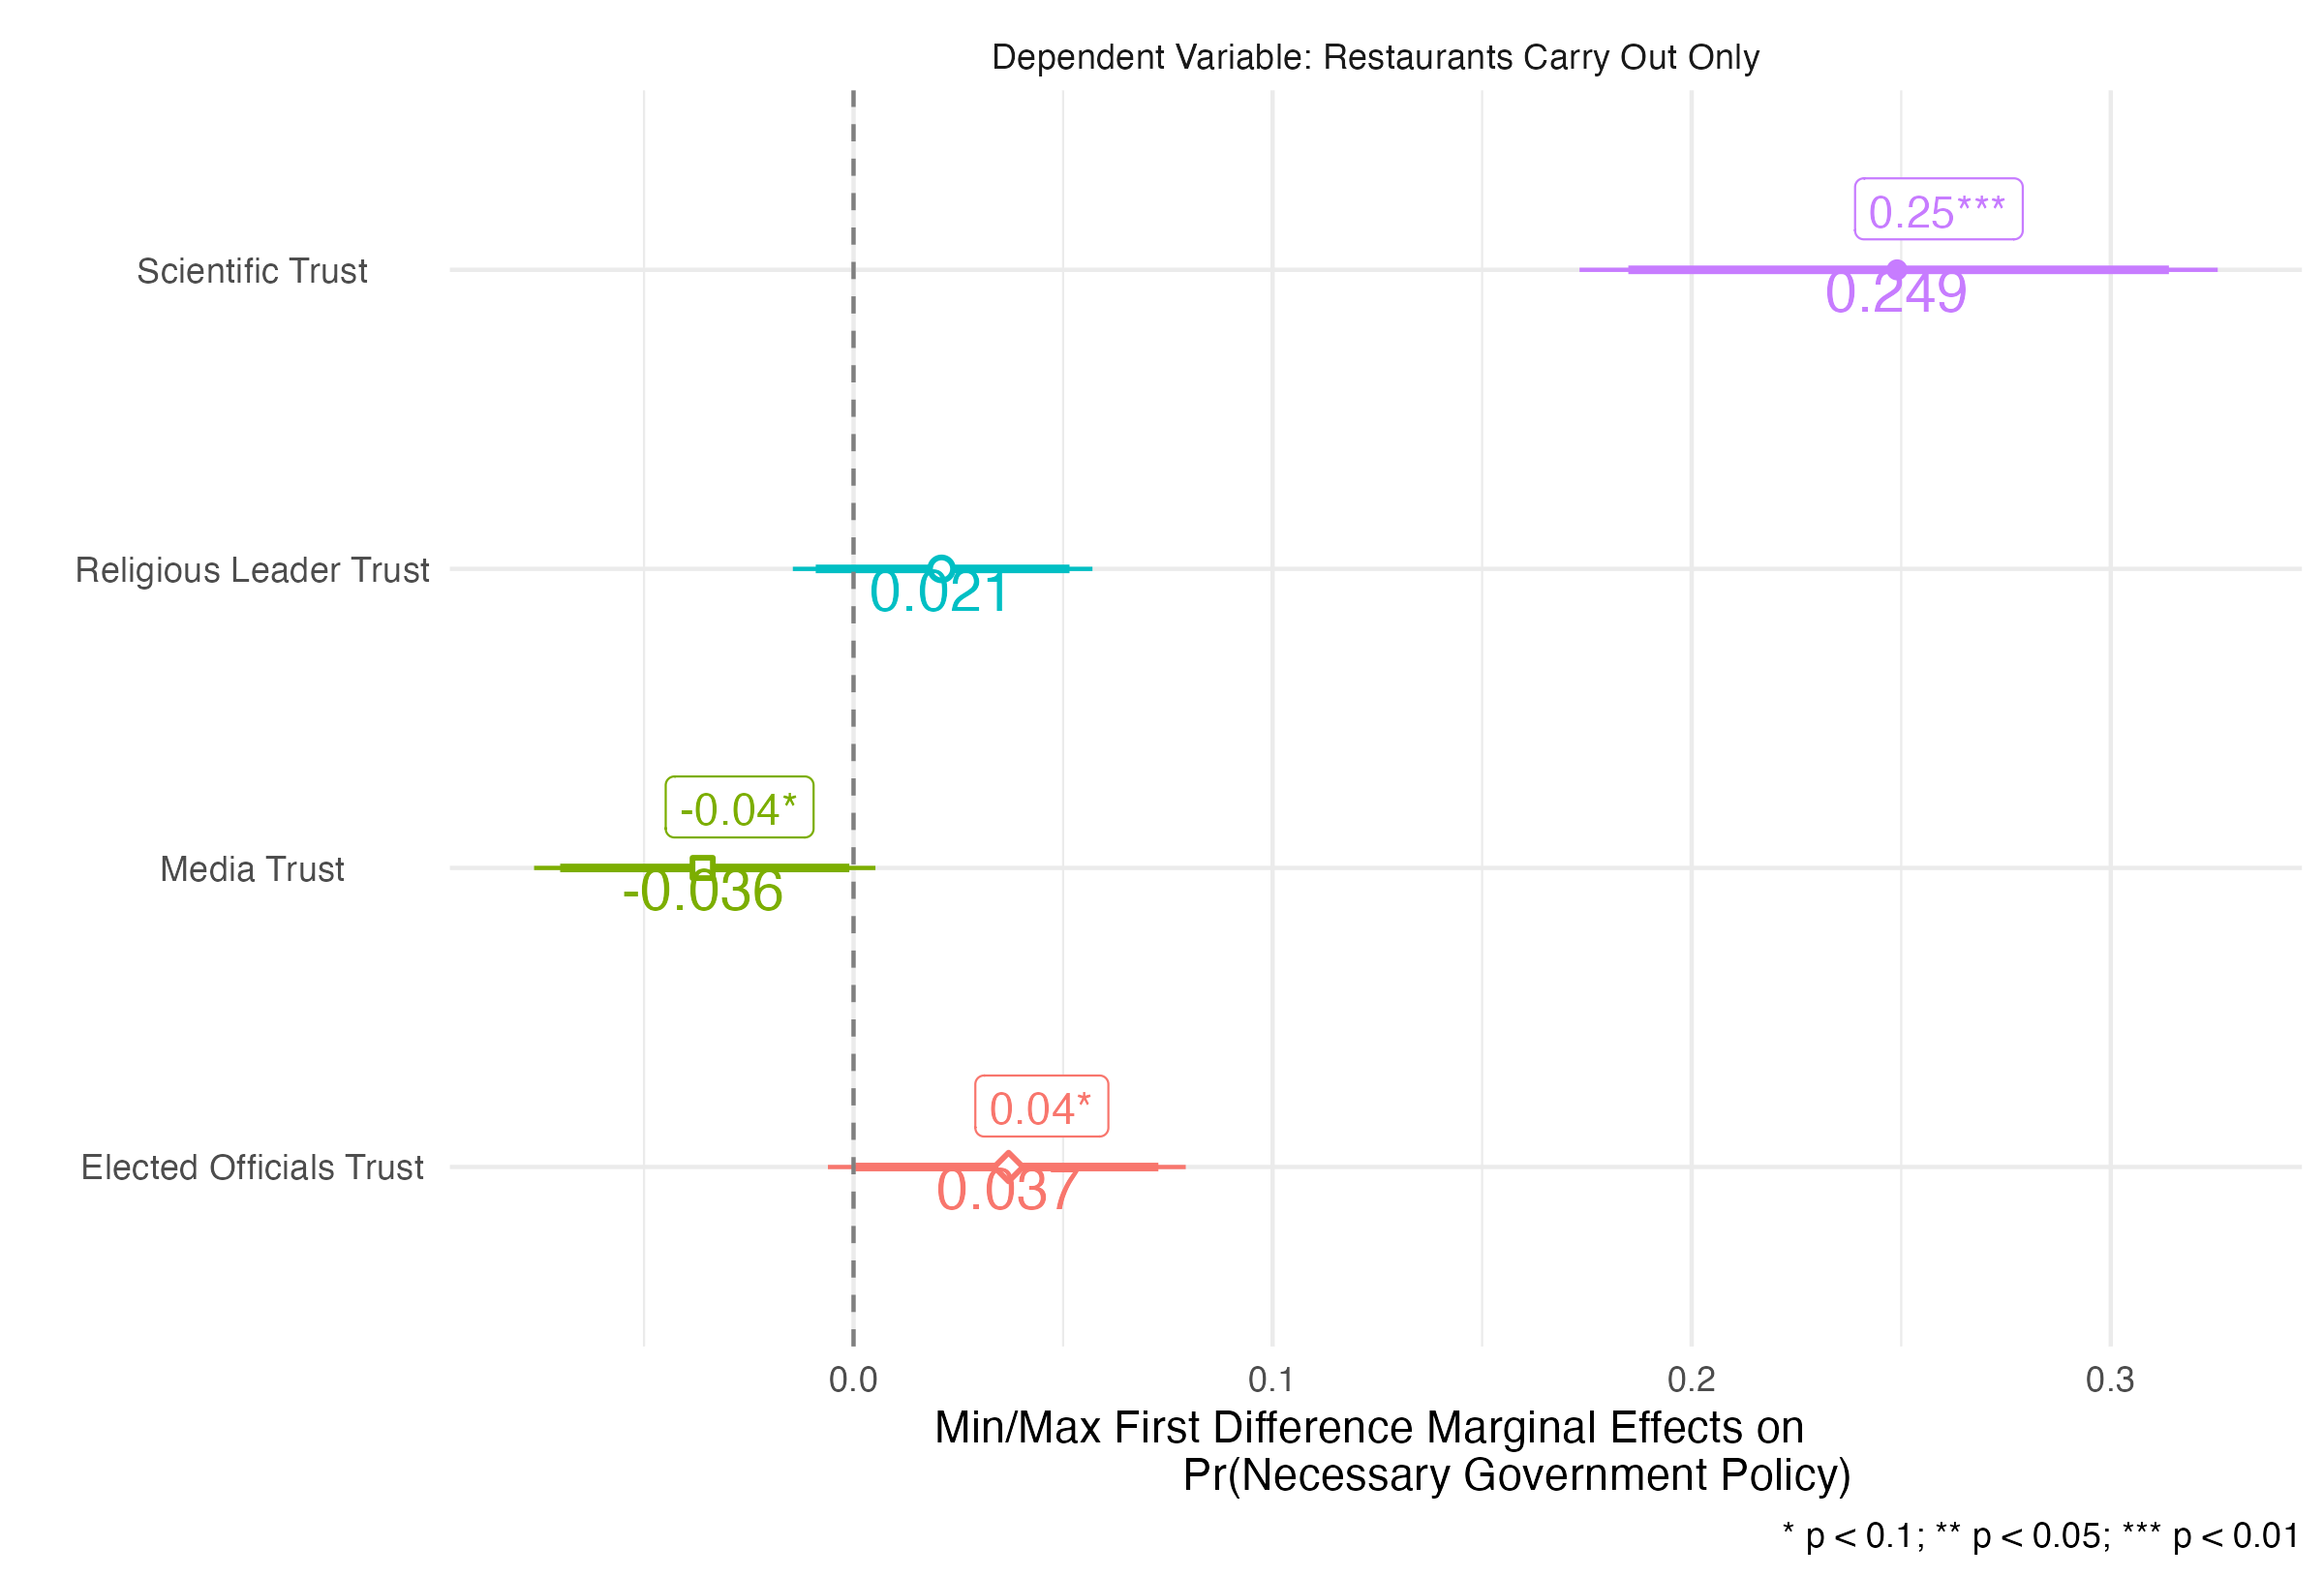 Dependent Variable: Restaurants Carry Out Only
0.25***
Scientific Trust
0.249
Religious Leader Trust
0.021
-0.04*
Media Trust
-0.036
0.04*
Elected Officials Trust
0.037
0.0 0.1 0.2 0.3
Min/Max First Difference Marginal Effects on
Pr(Necessary Government Policy)
* p < 0.1; ** p < 0.05; *** p < 0.01